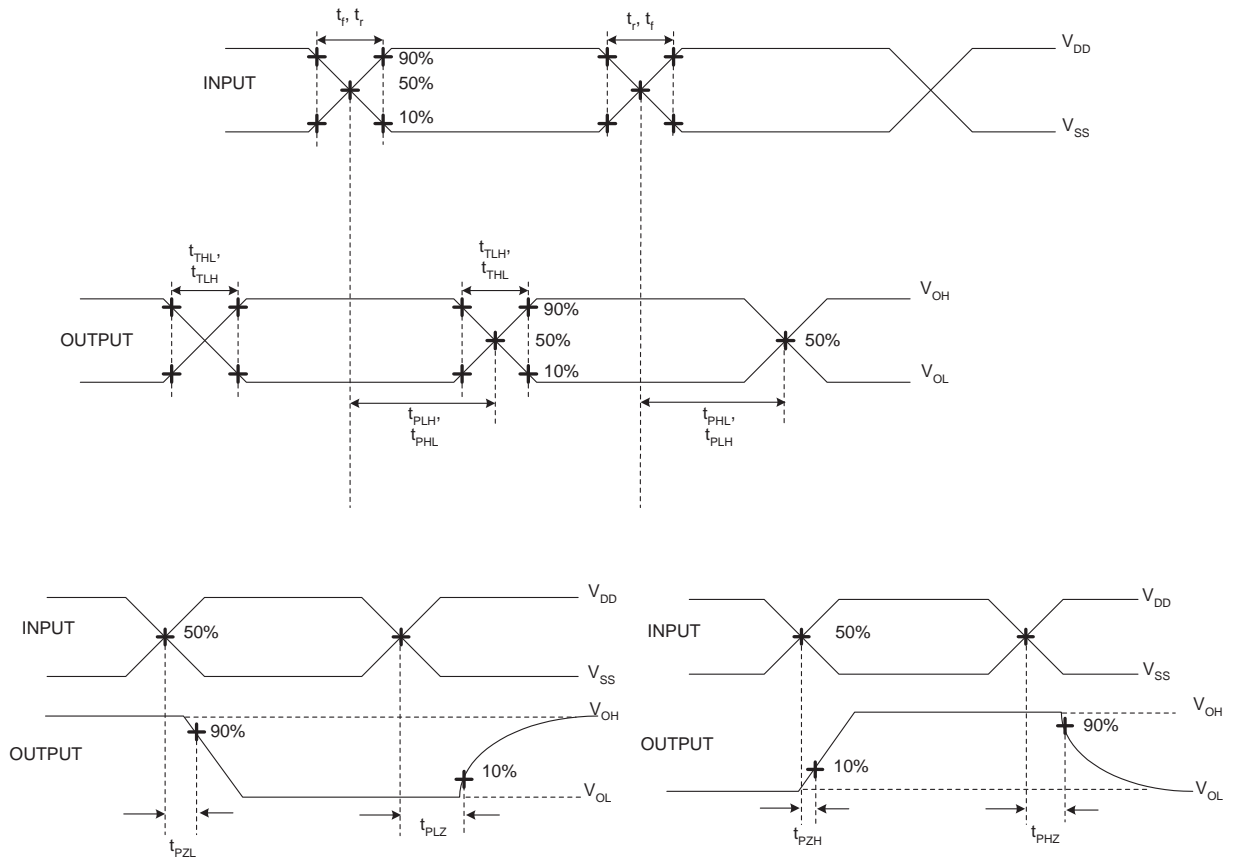 tf, tr
tr, tf
VDD
90%
INPUT
50%
10%
VSS
tTHL,
tTLH
tTLH,
tTHL
VOH
90%
OUTPUT
50%
50%
10%
VOL
tPLH,
tPHL
tPHL,
tPLH
VDD
INPUT
50%
VSS
VOH
90%
OUTPUT
10%
VOL
tPZL
tPLZ
VDD
INPUT
50%
VSS
VOH
90%
OUTPUT
10%
VOL
tPZH
tPHZ